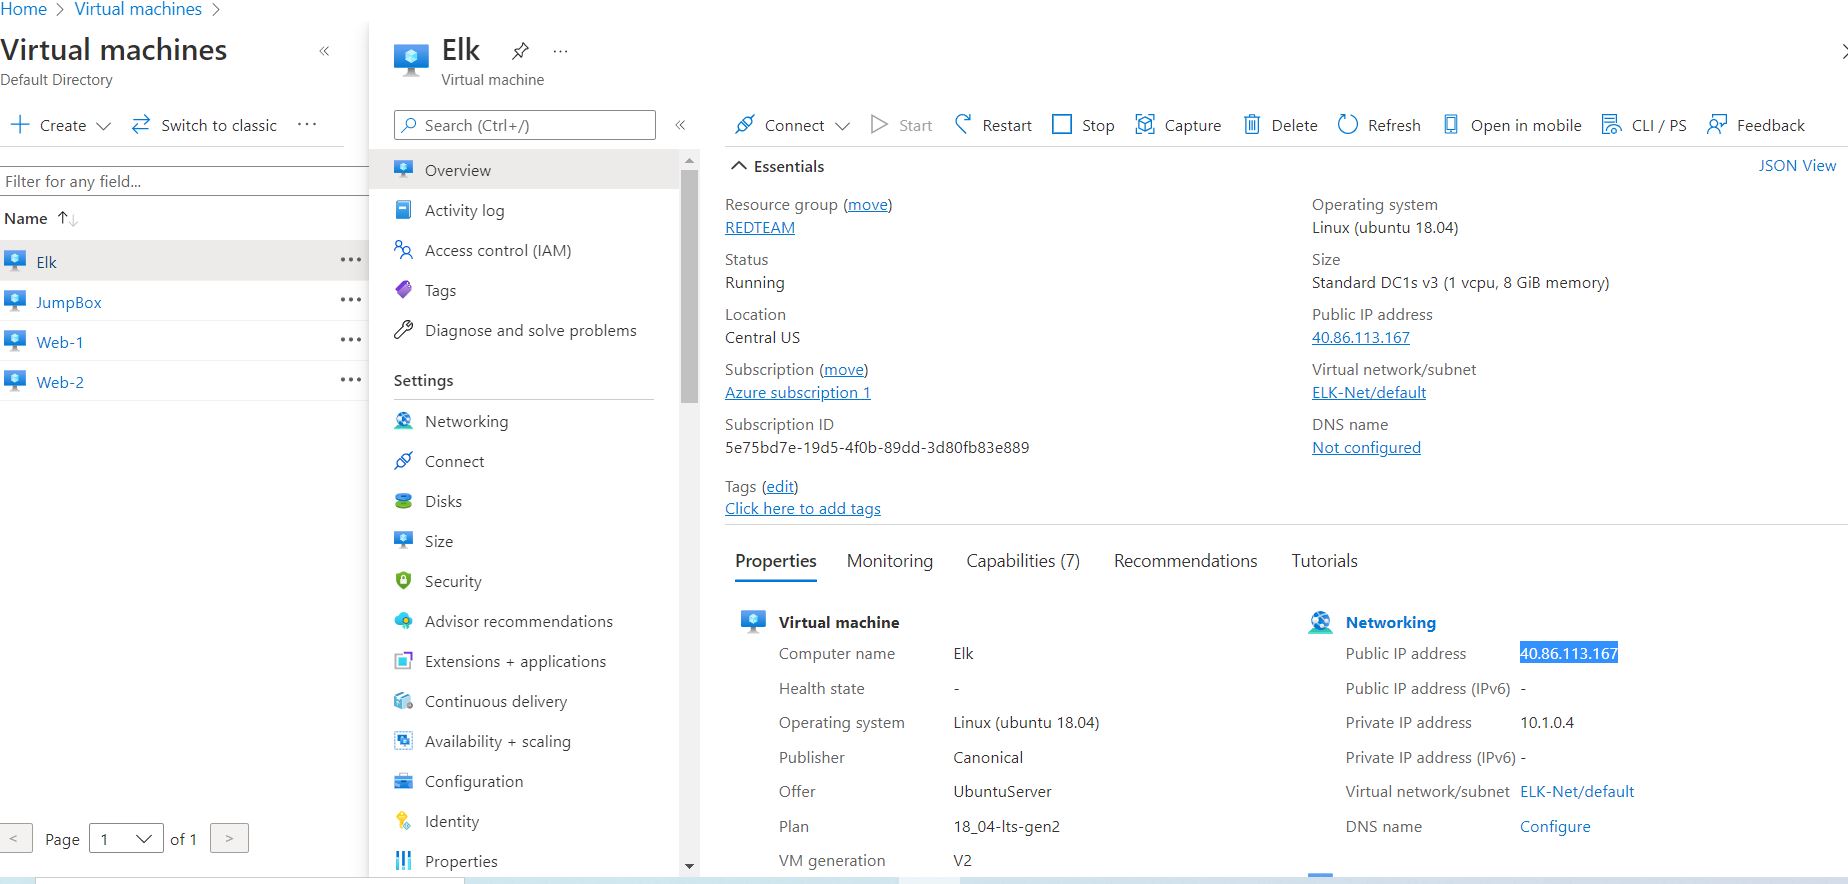 Home > Virtual machines >
Virtual machines
Default Directory
Create
Switch to classic
Filter for any field...
Name
Elk
JumpBox
Web-1
Web-2
< Page 1 of 1 >
Elk
Virtual machine
Search (Ctrl+/)
Overview
Activity log
Access control (IAM)
Tags
Diagnose and solve problems
Settings
Networking
Connect
Disks
Size
Security
Advisor recommendations
Extensions + applications
Continuous delivery
Availability + scaling
Configuration
Identity
Properties
Connect Start Restart Stop Capture Delete Refresh Open in mobile CLI / PS Feedback
Essentials
JSON View
Resource group (move)
REDTEAM
Status
Running
Location
Central US
Subscription (move)
Azure subscription 1
Subscription ID
5e75bd7e-19d5-4f0b-89dd-3d80fb83e889
Tags (edit)
Click here to add tags
Operating system
Linux (ubuntu 18.04)
Size
Standard DC1s v3 (1 vcpu, 8 GiB memory)
Public IP address
40.86.113.167
Virtual network/subnet
ELK-Net/default
DNS name
Not configured
Properties Monitoring Capabilities (7) Recommendations Tutorials
Virtual machine
Computer name Elk
Health state -
Operating system Linux (ubuntu 18.04)
Publisher Canonical
Offer UbuntuServer
Plan 18_04-lts-gen2
VM generation V2
Networking
Public IP address 40.86.113.167
Public IP address (IPv6) -
Private IP address 10.1.0.4
Private IP address (IPv6) -
Virtual network/subnet ELK-Net/default
DNS name Configure